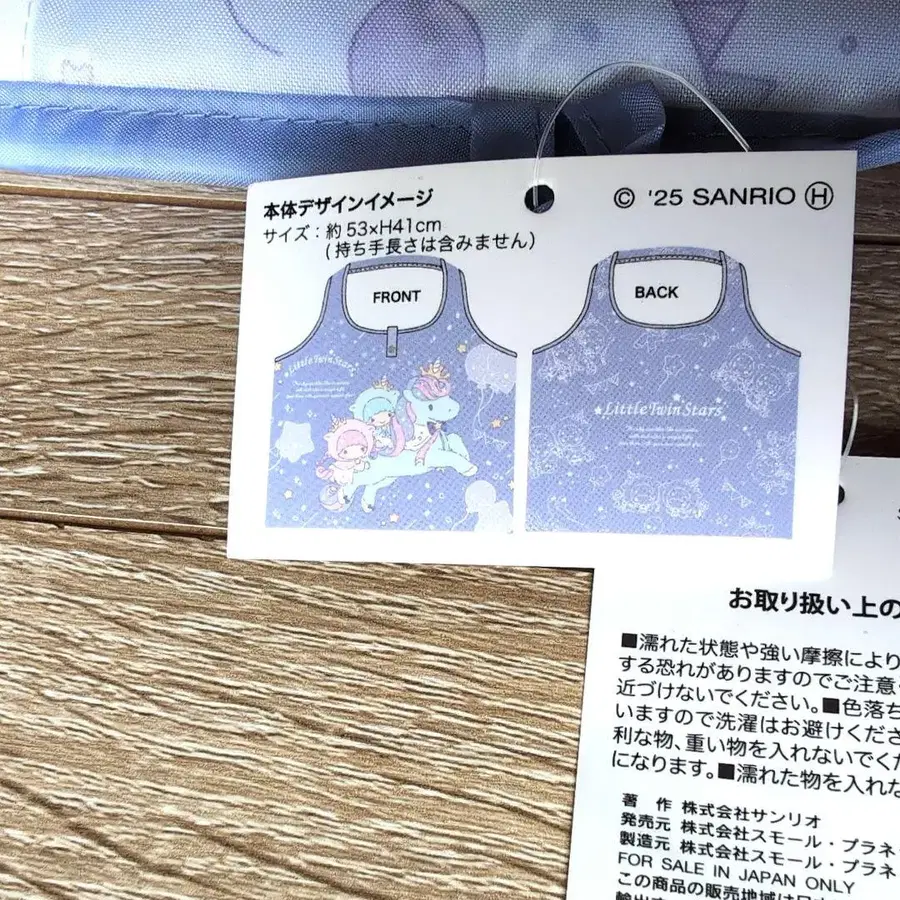 本体デザインイメージ
サイズ：約53×H41cm
(持ち手長さは含みません)
© '25 SANRIO Ⓗ
FRONT
BACK
LittleTwinStars
LittleTwinStars
お取り扱い上の
■濡れた状態や強い摩擦により
する恐れがありますのでご注意
近づけないでください。■色落ち
いますので洗濯はお避けくださ
利な物、重い物を入れないでくだ
になります。■濡れた物を入れな
著 作 株式会社サンリオ
発売元 株式会社スモール・プラネ
製造元 株式会社スモール・プラネ
FOR SALE IN JAPAN ONLY
この商品の販売地域は日